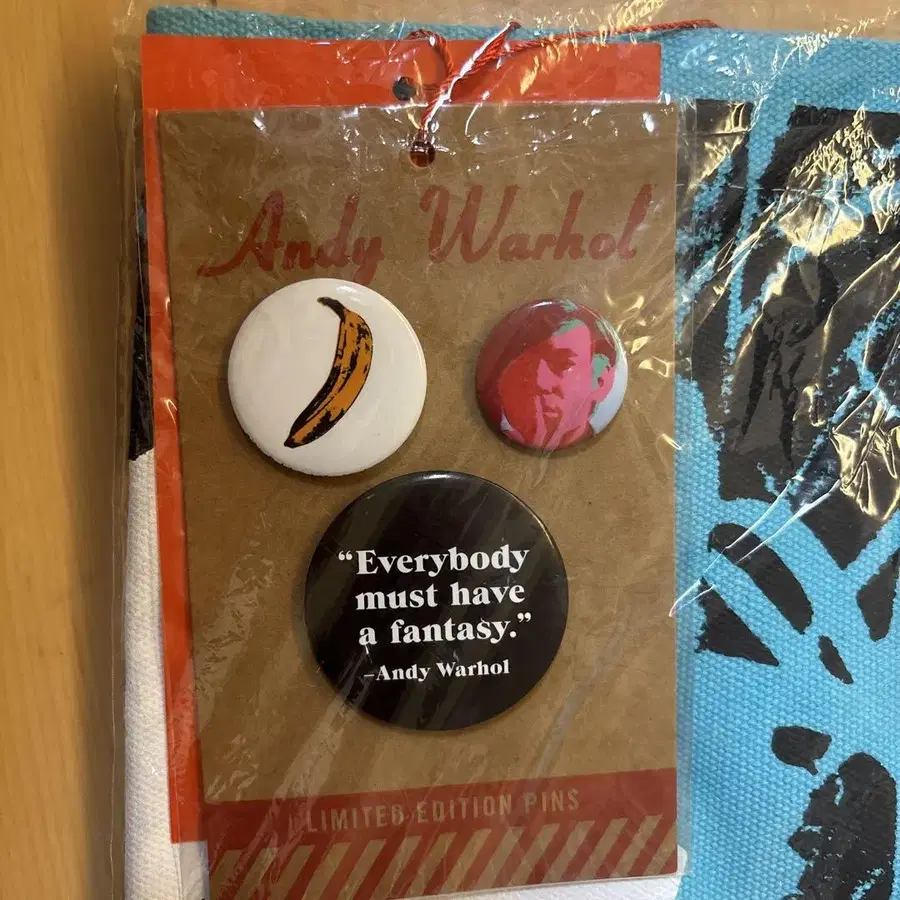 Andy Warhol
“Everybody
must have
a fantasy.”
–Andy Warhol
LIMITED EDITION PINS